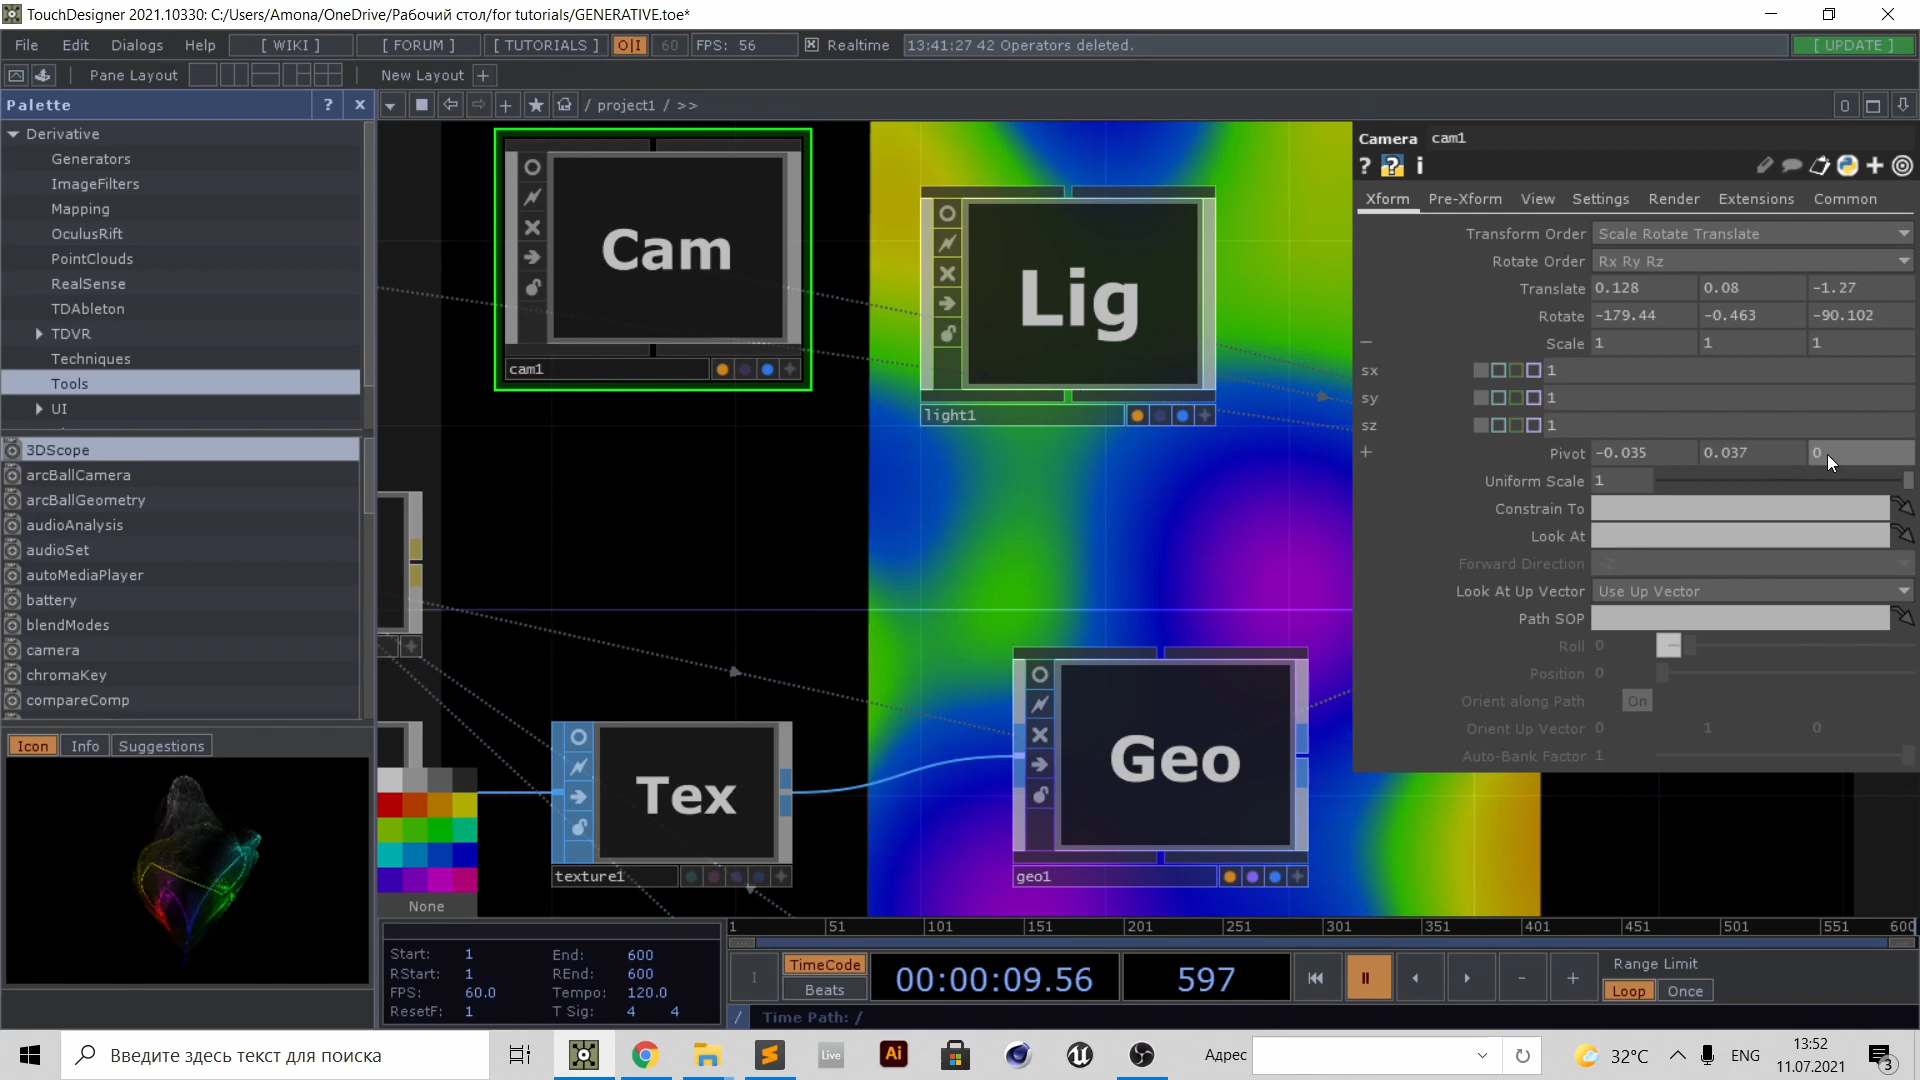 TouchDesigner 2021.10330: C:/Users/Amona/OneDrive/Рабочий стол/for tutorials/GENERATIVE.toe*
File Edit Dialogs Help [ WIKI ] [ FORUM ] [ TUTORIALS ] O|I 60 FPS: 56 Realtime 13:41:27 42 Operators deleted. [ UPDATE ]
Pane Layout New Layout +
Palette ? x / project1 / >> 0
Derivative
Generators
ImageFilters
Mapping
OculusRift
PointClouds
RealSense
TDAbleton
TDVR
Techniques
Tools
UI
3DScope
arcBallCamera
arcBallGeometry
audioAnalysis
audioSet
autoMediaPlayer
battery
blendModes
camera
chromaKey
compareComp
Icon Info Suggestions
Cam
cam1
Lig
light1
Tex
texture1
Geo
geo1
None
Camera cam1
? ? i
Xform Pre-Xform View Settings Render Extensions Common
Transform Order Scale Rotate Translate
Rotate Order Rx Ry Rz
Translate 0.128 0.08 -1.27
Rotate -179.44 -0.463 -90.102
Scale 1 1 1
sx 1
sy 1
sz 1
Pivot -0.035 0.037 0
Uniform Scale 1
Constrain To
Look At
Forward Direction -Z
Look At Up Vector Use Up Vector
Path SOP
Roll 0
Position 0
Orient along Path On
Orient Up Vector 0 1 0
Auto-Bank Factor 1
1 51 101 151 201 251 301 351 401 451 501 551 600
Start: 1 End: 600
RStart: 1 REnd: 600
FPS: 60.0 Tempo: 120.0
ResetF: 1 T Sig: 4 4
TimeCode
Beats
00:00:09.56 597
Range Limit
Loop Once
/ Time Path: /
Введите здесь текст для поиска
Live
Ai
Адрес
32°C
ENG
13:52
11.07.2021
3